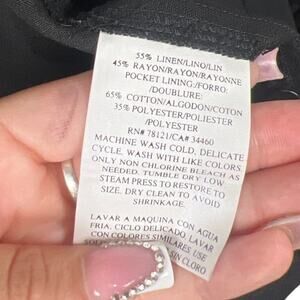 55% LINEN/LINO/LIN
45% RAYON/RAYON/RAYONNE
POCKET LINING/FORRO:
/DOUBLURE:
65% COTTON/ALGODON/COTON
35% POLYESTER/POLIESTER
/POLYESTER
RN# 78121/CA# 34460
MACHINE WASH COLD, DELICATE
CYCLE. WASH WITH LIKE COLORS.
ONLY NON CHLORINE BLEACH AS
NEEDED. TUMBLE DRY LOW.
STEAM PRESS TO RESTORE TO
SIZE. DRY CLEAN TO AVOID
SHRINKAGE.
LAVAR A MAQUINA CON AGUA
FRIA, CICLO DELICADO. LAVAR
CON COLORES SIMILARES. USE
SIN CLORO